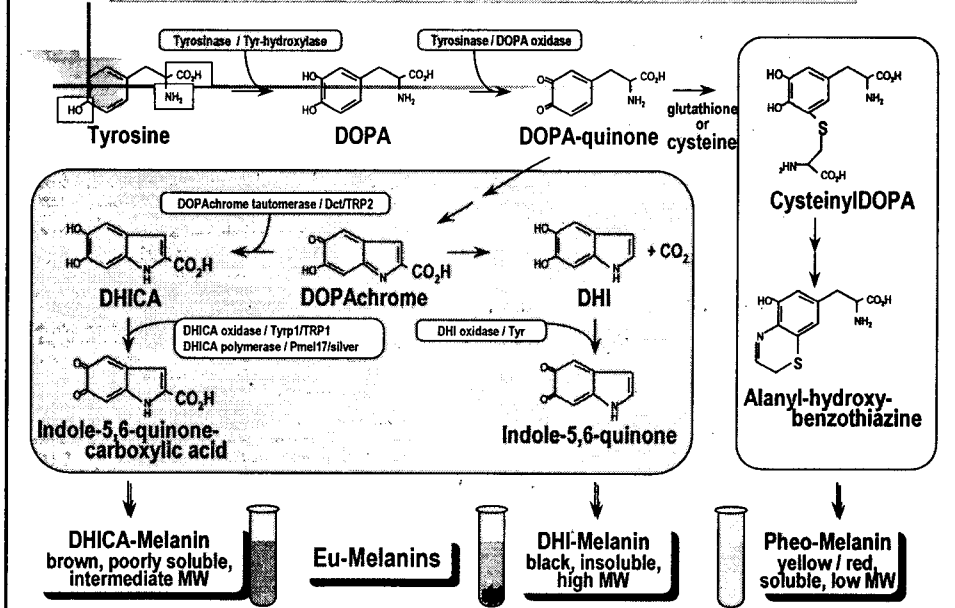 Tyrosinase / Tyr-hydroxylase
Tyrosinase / DOPA oxidase
CO₂H
NH₂
HO
Tyrosine
HO
HO
CO₂H
NH₂
DOPA
O
O
CO₂H
NH₂
DOPA-quinone
glutathione
or
cysteine
HO
HO
CO₂H
NH₂
S
₂HN
CO₂H
CysteinylDOPA
DOPAchrome tautomerase / Dct/TRP2
HO
HO
N
H
CO₂H
DHICA
O
HO
N
CO₂H
DOPAchrome
HO
HO
N
H
+ CO₂
DHI
DHICA oxidase / Tyrp1/TRP1
DHICA polymerase / Pmel17/silver
DHI oxidase / Tyr
O
O
N
H
CO₂H
Indole-5,6-quinone-
carboxylic acid
O
O
N
H
Indole-5,6-quinone
HO
CO₂H
NH₂
N
S
Alanyl-hydroxy-
benzothiazine
DHICA-Melanin
brown, poorly soluble,
intermediate MW
Eu-Melanins
DHI-Melanin
black, insoluble,
high MW
Pheo-Melanin
yellow / red,
soluble, low MW